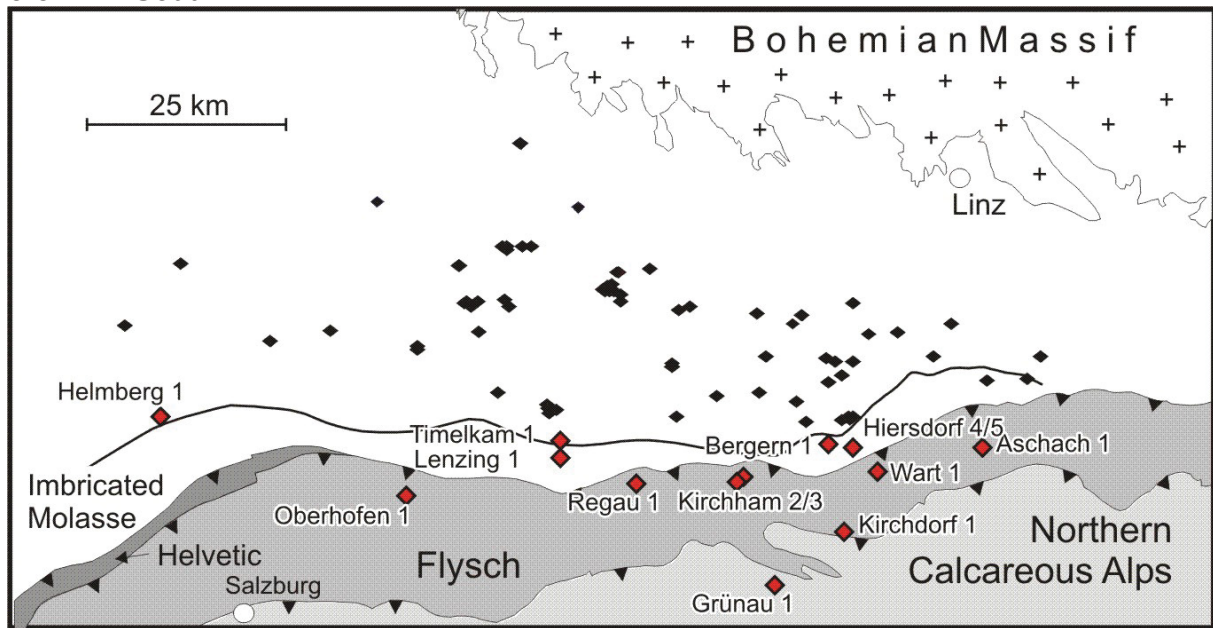 Bohemian Massif
25 km
Linz
Helmberg 1
Timelkam 1
Lenzing 1
Bergern 1
Hiersdorf 4/5
Aschach 1
Wart 1
Imbricated
Molasse
Oberhofen 1
Regau 1
Kirchham 2/3
Kirchdorf 1
Helvetic
Flysch
Northern
Calcareous Alps
Salzburg
Grünau 1